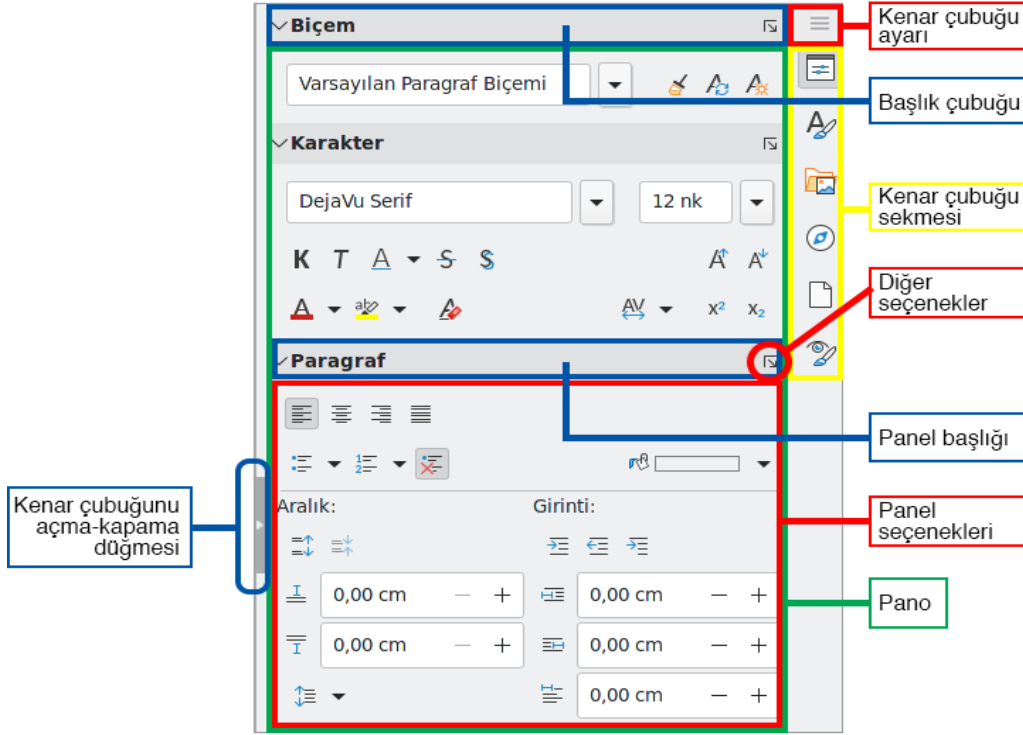 Biçem
Kenar çubuğu
ayarı
Varsayılan Paragraf Biçemi
Başlık çubuğu
Karakter
DejaVu Serif
12 nk
Kenar çubuğu
sekmesi
K T A S S A A
Diğer
seçenekler
A ab A AV x² x₂
Paragraf
Panel başlığı
Kenar çubuğunu
açma-kapama
düğmesi
Aralık:
Girinti:
Panel
seçenekleri
0,00 cm — +
0,00 cm — +
Pano
0,00 cm — +
0,00 cm — +
0,00 cm — +